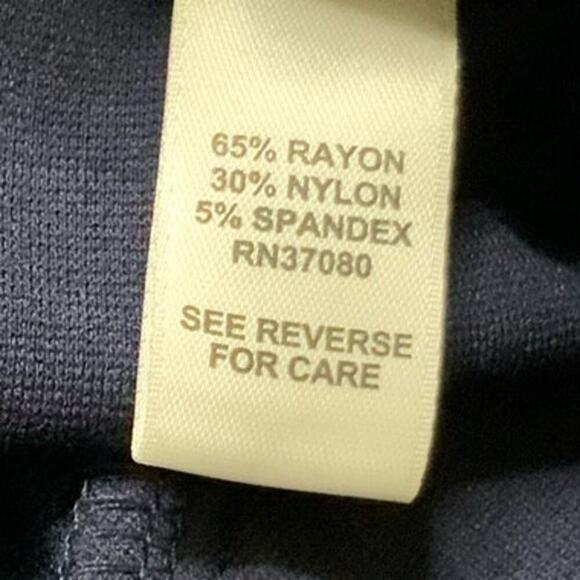 65% RAYON
30% NYLON
5% SPANDEX
RN37080
SEE REVERSE
FOR CARE